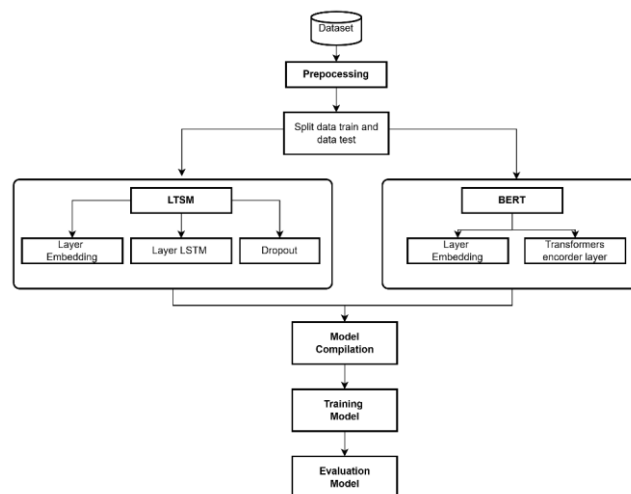 Dataset
Prepocessing
Split data train and
data test
LTSM
BERT
Layer
Embedding
Layer LSTM
Dropout
Layer
Embedding
Transformers
encorder layer
Model
Compilation
Training
Model
Evaluation
Model